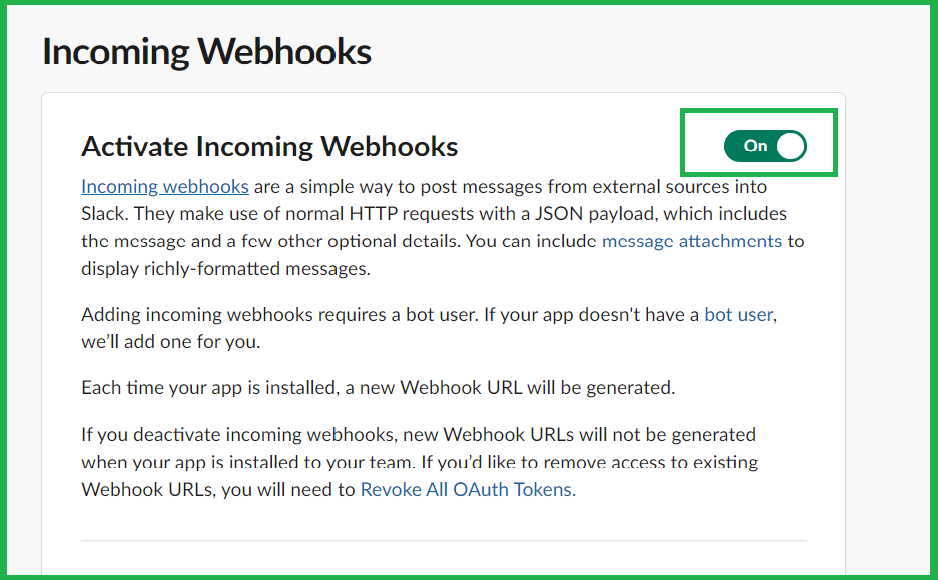 Incoming Webhooks
Activate Incoming Webhooks
On
Incoming webhooks are a simple way to post messages from external sources into
Slack. They make use of normal HTTP requests with a JSON payload, which includes
the message and a few other optional details. You can include message attachments to
display richly-formatted messages.
Adding incoming webhooks requires a bot user. If your app doesn't have a bot user,
we’ll add one for you.
Each time your app is installed, a new Webhook URL will be generated.
If you deactivate incoming webhooks, new Webhook URLs will not be generated
when your app is installed to your team. If you’d like to remove access to existing
Webhook URLs, you will need to Revoke All OAuth Tokens.